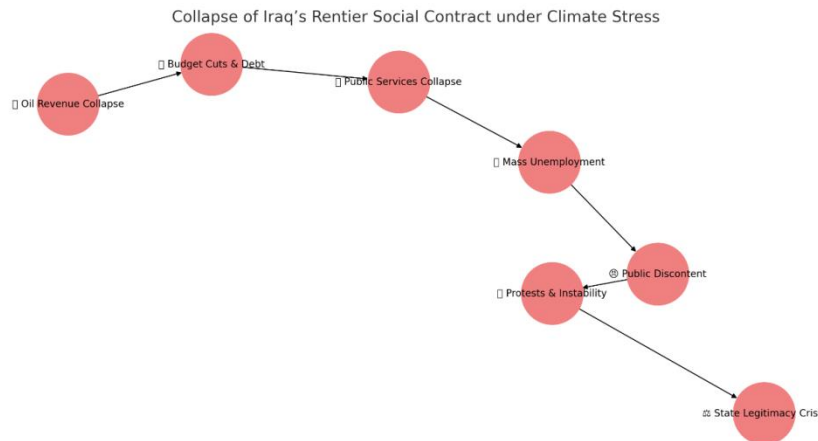 Collapse of Iraq's Rentier Social Contract under Climate Stress
▯ Oil Revenue Collapse
▯ Budget Cuts & Debt
▯ Public Services Collapse
▯ Mass Unemployment
☹ Public Discontent
▯ Protests & Instability
⚖ State Legitimacy Cris